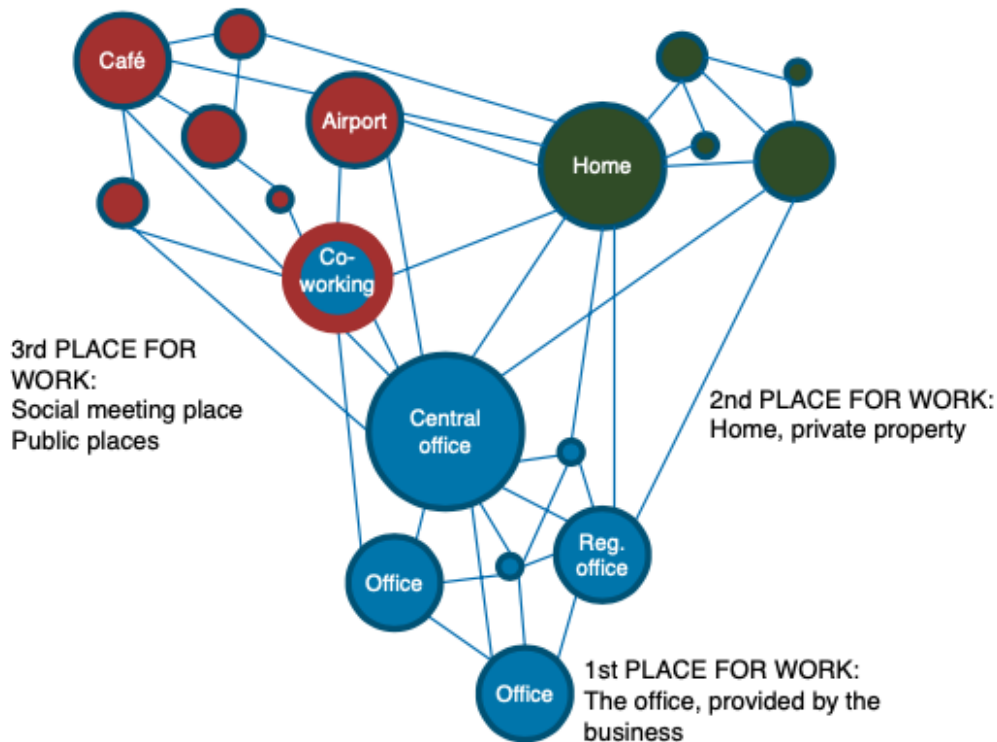 Café
Airport
Home
Co-
working
3rd PLACE FOR
WORK:
Social meeting place
Public places
Central
office
2nd PLACE FOR WORK:
Home, private property
Reg.
office
Office
Office
1st PLACE FOR WORK:
The office, provided by the
business